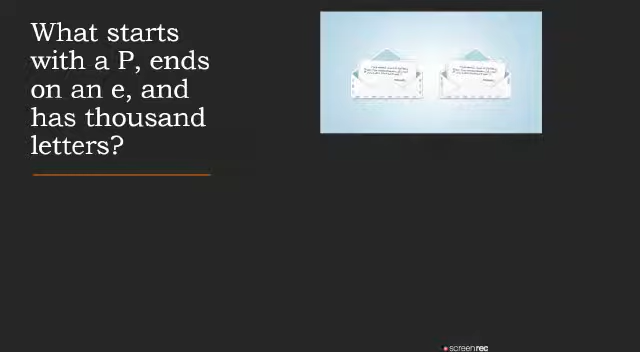 What starts
with a P, ends
on an e, and
has thousand
letters?
screenrec